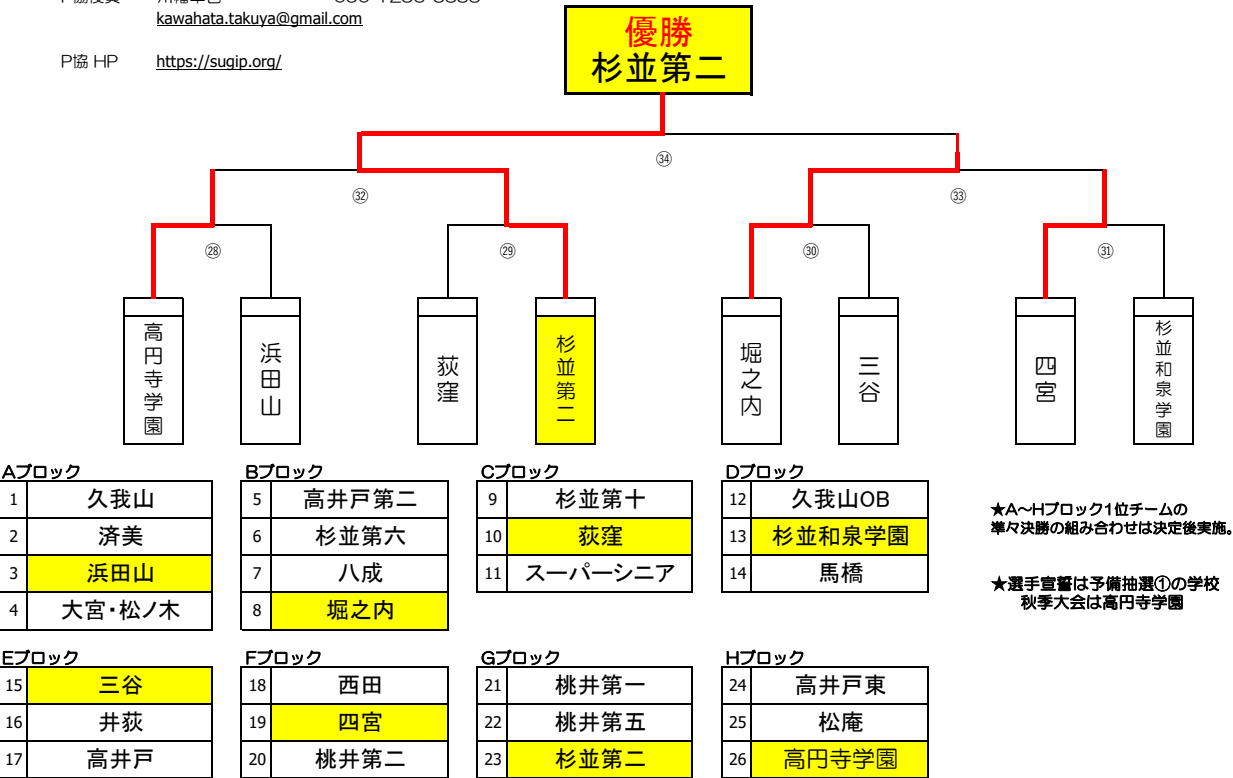 kawahata.takuya@gmail.com
P協 HP https://sugip.org/
優勝
杉並第二
㉞
㉜
㉝
㉘
㉙
㉚
㉛
高円寺学園
浜田山
荻窪
杉並第二
堀之内
三谷
四宮
杉並和泉学園
Aブロック
1 久我山
2 済美
3 浜田山
4 大宮・松ノ木
Bブロック
5 高井戸第二
6 杉並第六
7 八成
8 堀之内
Cブロック
9 杉並第十
10 荻窪
11 スーパーシニア
Dブロック
12 久我山OB
13 杉並和泉学園
14 馬橋
★A~Hブロック1位チームの
準々決勝の組み合わせは決定後実施。
★選手宣誓は予備抽選①の学校
秋季大会は高円寺学園
Eブロック
15 三谷
16 井荻
17 高井戸
Fブロック
18 西田
19 四宮
20 桃井第二
Gブロック
21 桃井第一
22 桃井第五
23 杉並第二
Hブロック
24 高井戸東
25 松庵
26 高円寺学園